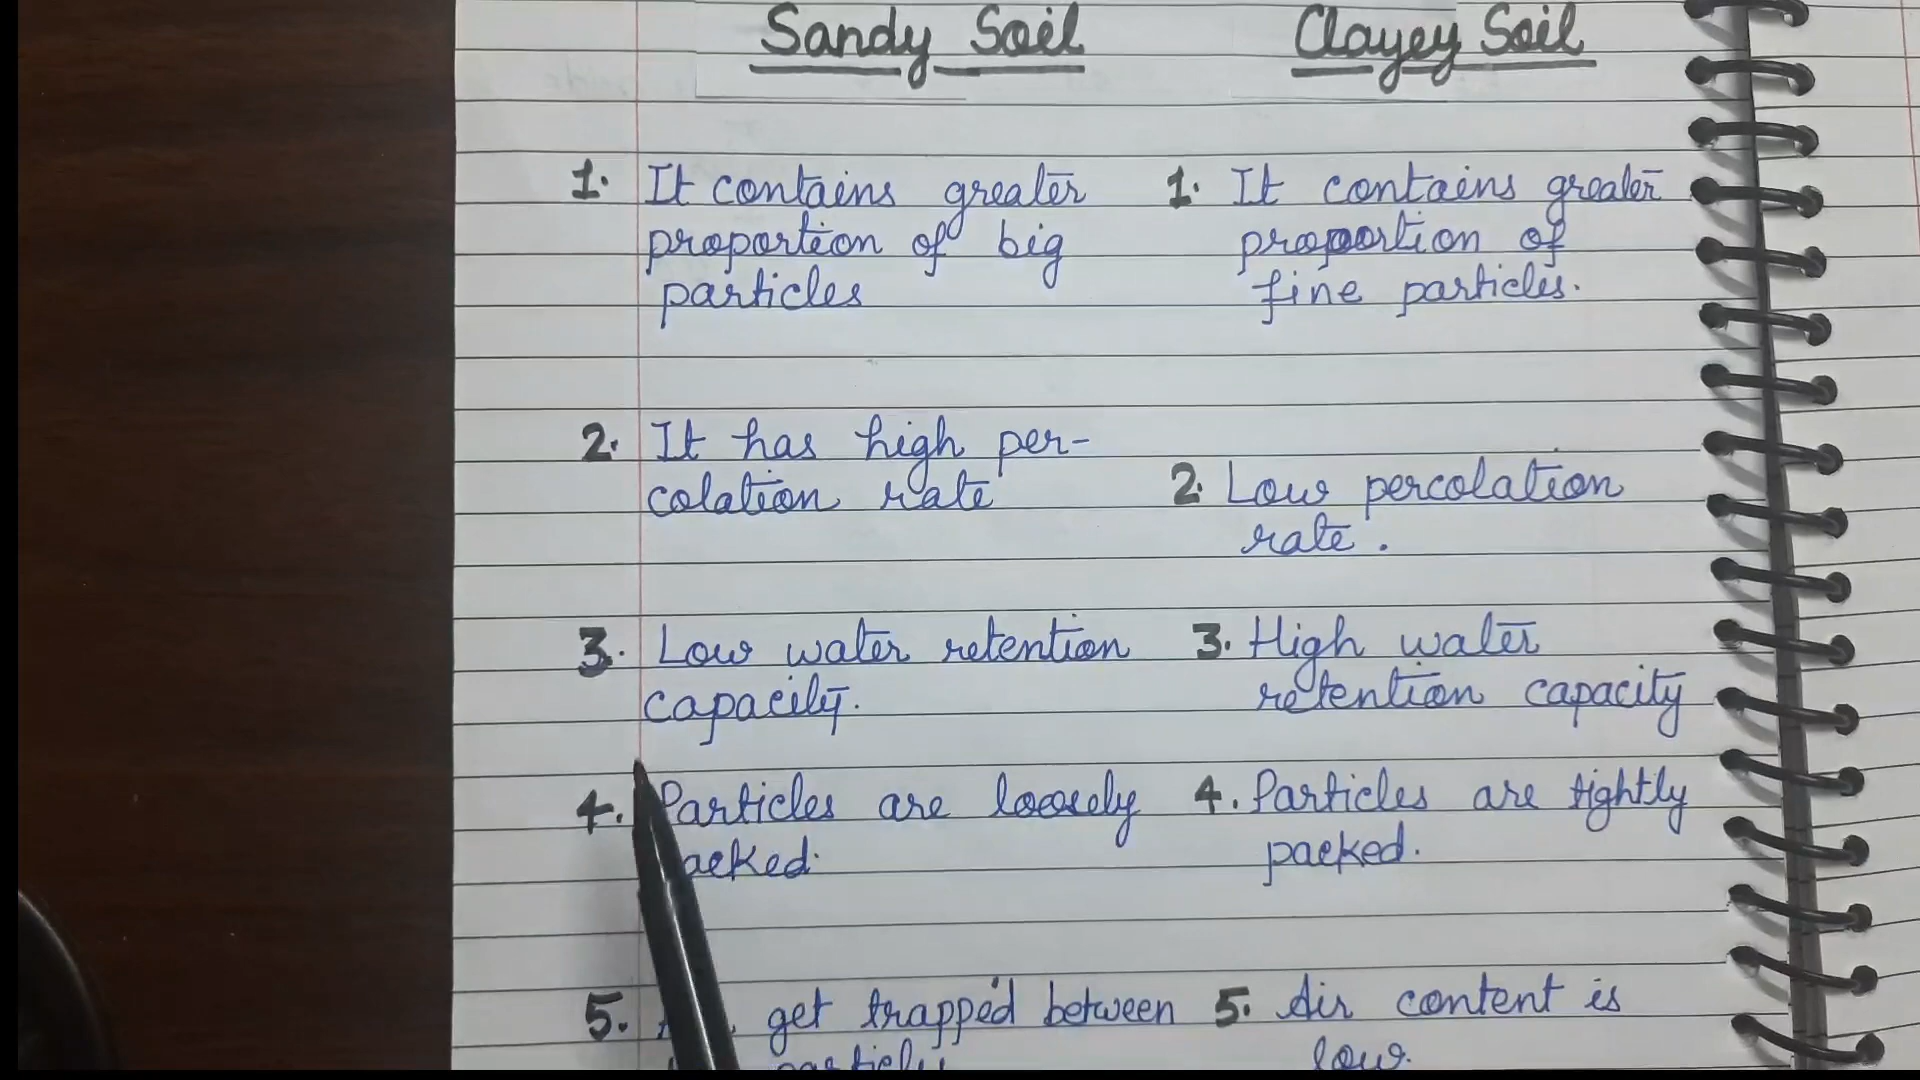 Sandy Soil
1. It contains greater
proportion of big
particles
2. It has high per-
colation rate
3. Low water retention
capacity.
4. Particles are loosely
acked.
5. get trapped between
Clayey Soil
1. It contains greater
proportion of
fine particles.
2. Low percolation
rate.
3. High water
retention capacity
4. Particles are tightly
packed.
5. Air content is
low.